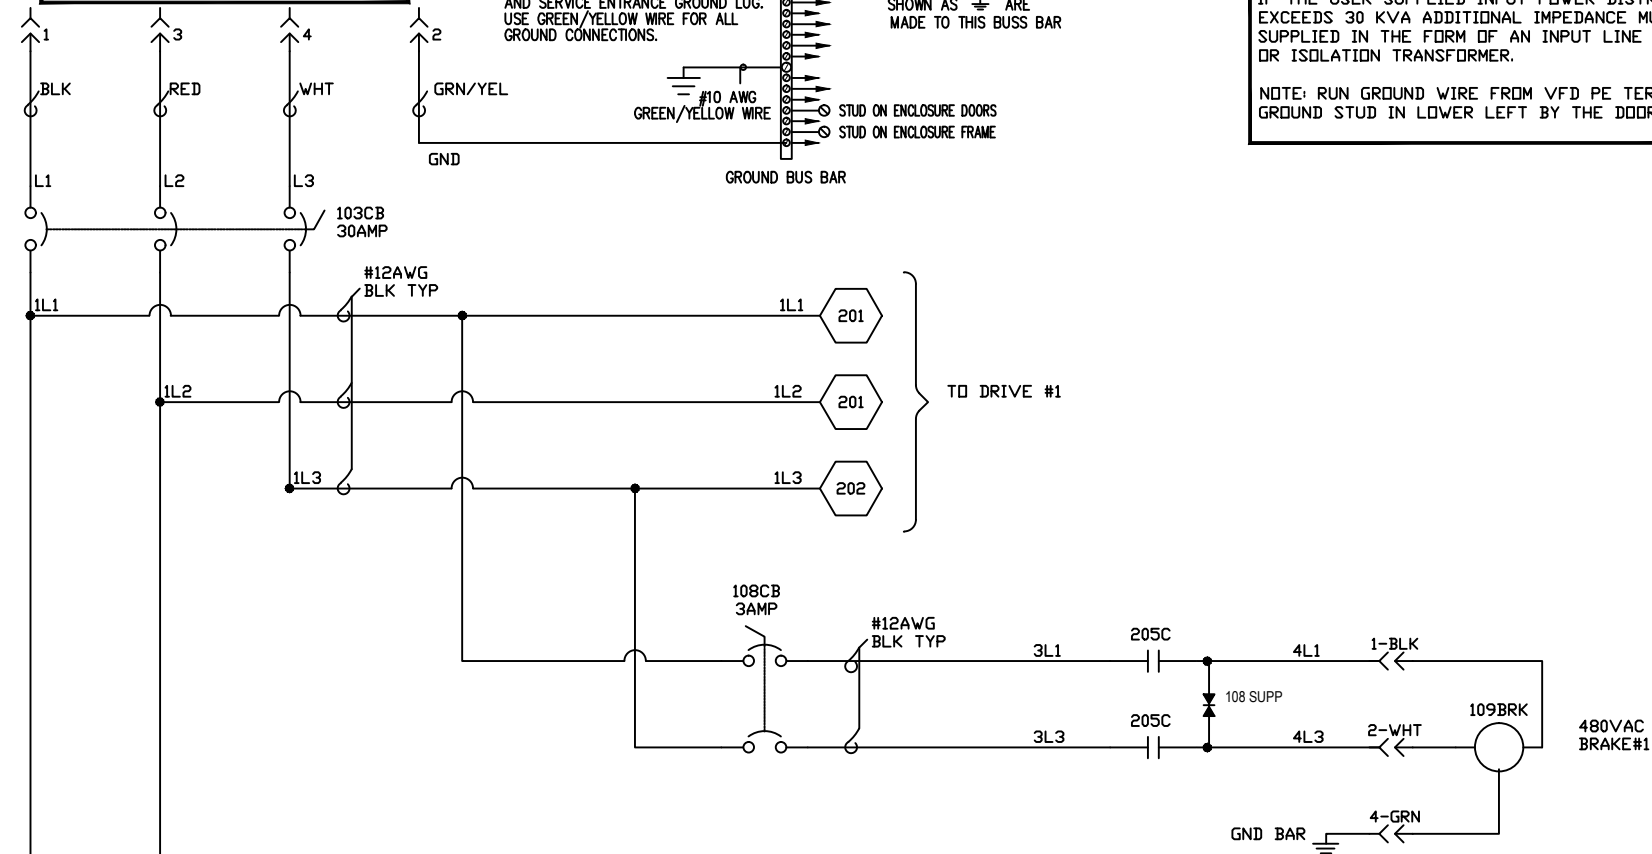 AND SERVICE ENTRANCE GROUND LUG.
USE GREEN/YELLOW WIRE FOR ALL
GROUND CONNECTIONS.
SHOWN AS ARE
MADE TO THIS BUSS BAR
IF THE USER SUPPLIED INPUT POWER
EXCEEDS 30 KVA ADDITIONAL IMPEDANCE
SUPPLIED IN THE FORM OF AN INPUT LINE
OR ISOLATION TRANSFORMER.
NOTE: RUN GROUND WIRE FROM VFD PE
GROUND STUD IN LOWER LEFT BY THE
1
3
4
2
BLK
RED
WHT
GRN/YEL
#10 AWG
GREEN/YELLOW WIRE
STUD ON ENCLOSURE DOORS
STUD ON ENCLOSURE FRAME
GND
GROUND BUS BAR
L1
L2
L3
103CB
30AMP
#12AWG
BLK TYP
1L1
1L1
201
1L2
1L2
201
TO DRIVE #1
1L3
1L3
202
108CB
3AMP
#12AWG
BLK TYP
3L1
205C
4L1
1-BLK
108 SUPP
3L3
205C
4L3
2-WHT
109BRK
480VAC
BRAKE#1
4-GRN
GND BAR